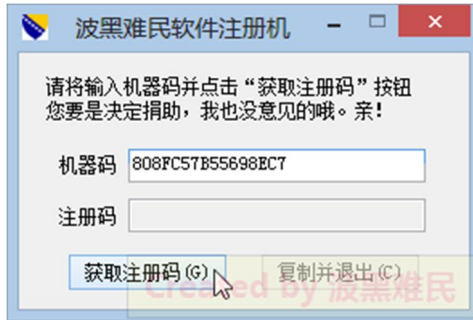 波黑难民软件注册机
请将输入机器码并点击“获取注册码”按钮
您要是决定捐助，我也没意见的哦。亲！
机器码 808FC57B55698EC7
注册码
获取注册码(G) 复制并退出(C)
Created by 波黑难民